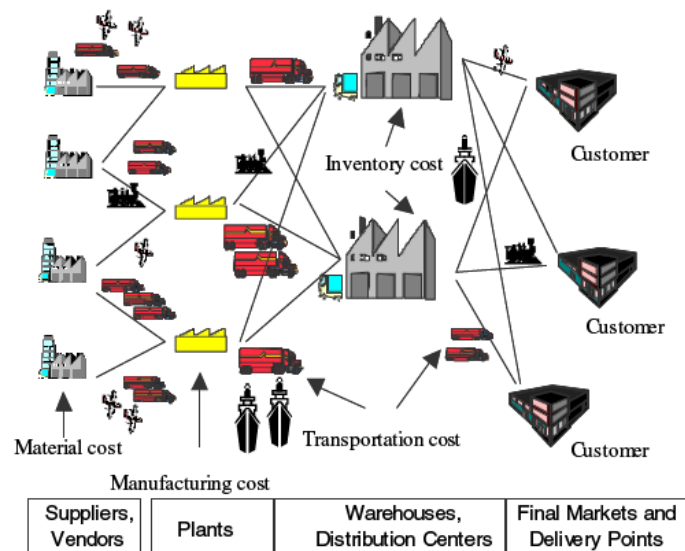 Customer
Inventory cost
Customer
Material cost
Transportation cost
Customer
Manufacturing cost
Suppliers,
Vendors
Plants
Warehouses,
Distribution Centers
Final Markets and
Delivery Points